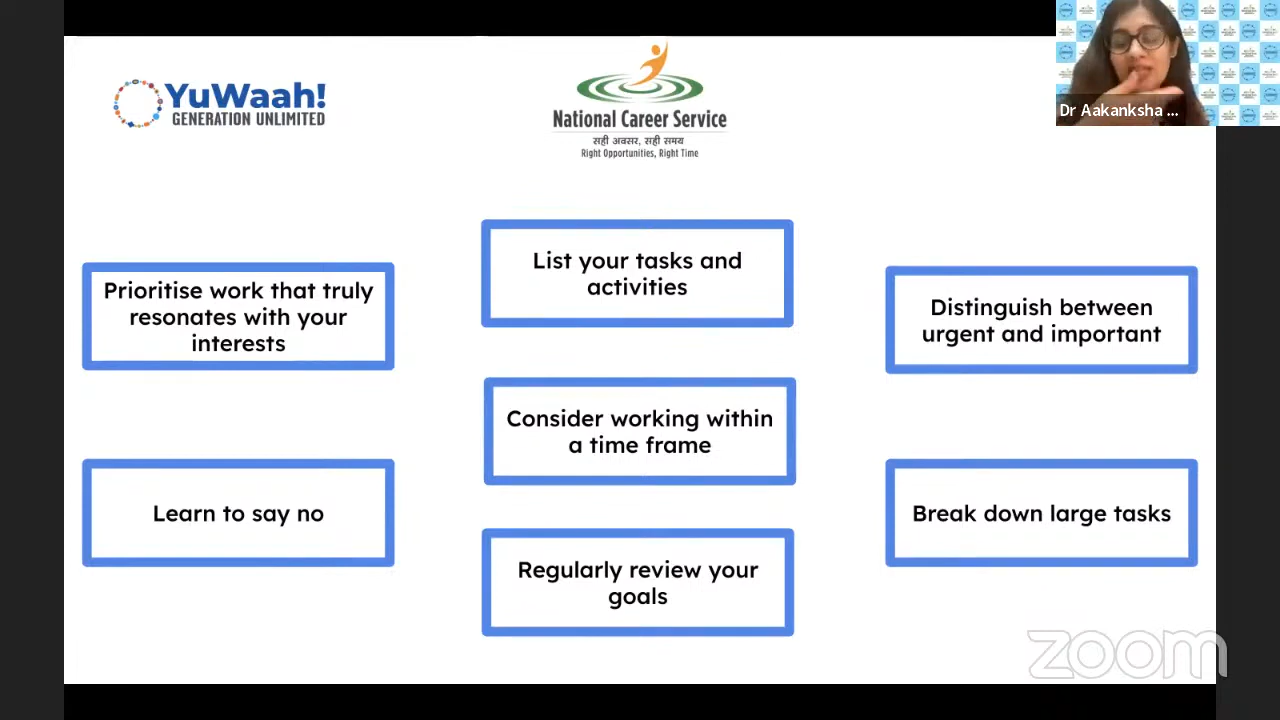 YuWaah!
GENERATION UNLIMITED
National Career Service
सही अवसर, सही समय
Right Opportunities, Right Time
Dr Aakanksha ...
List your tasks and
activities
Prioritise work that truly
resonates with your
interests
Distinguish between
urgent and important
Consider working within
a time frame
Learn to say no
Break down large tasks
Regularly review your
goals
zoom